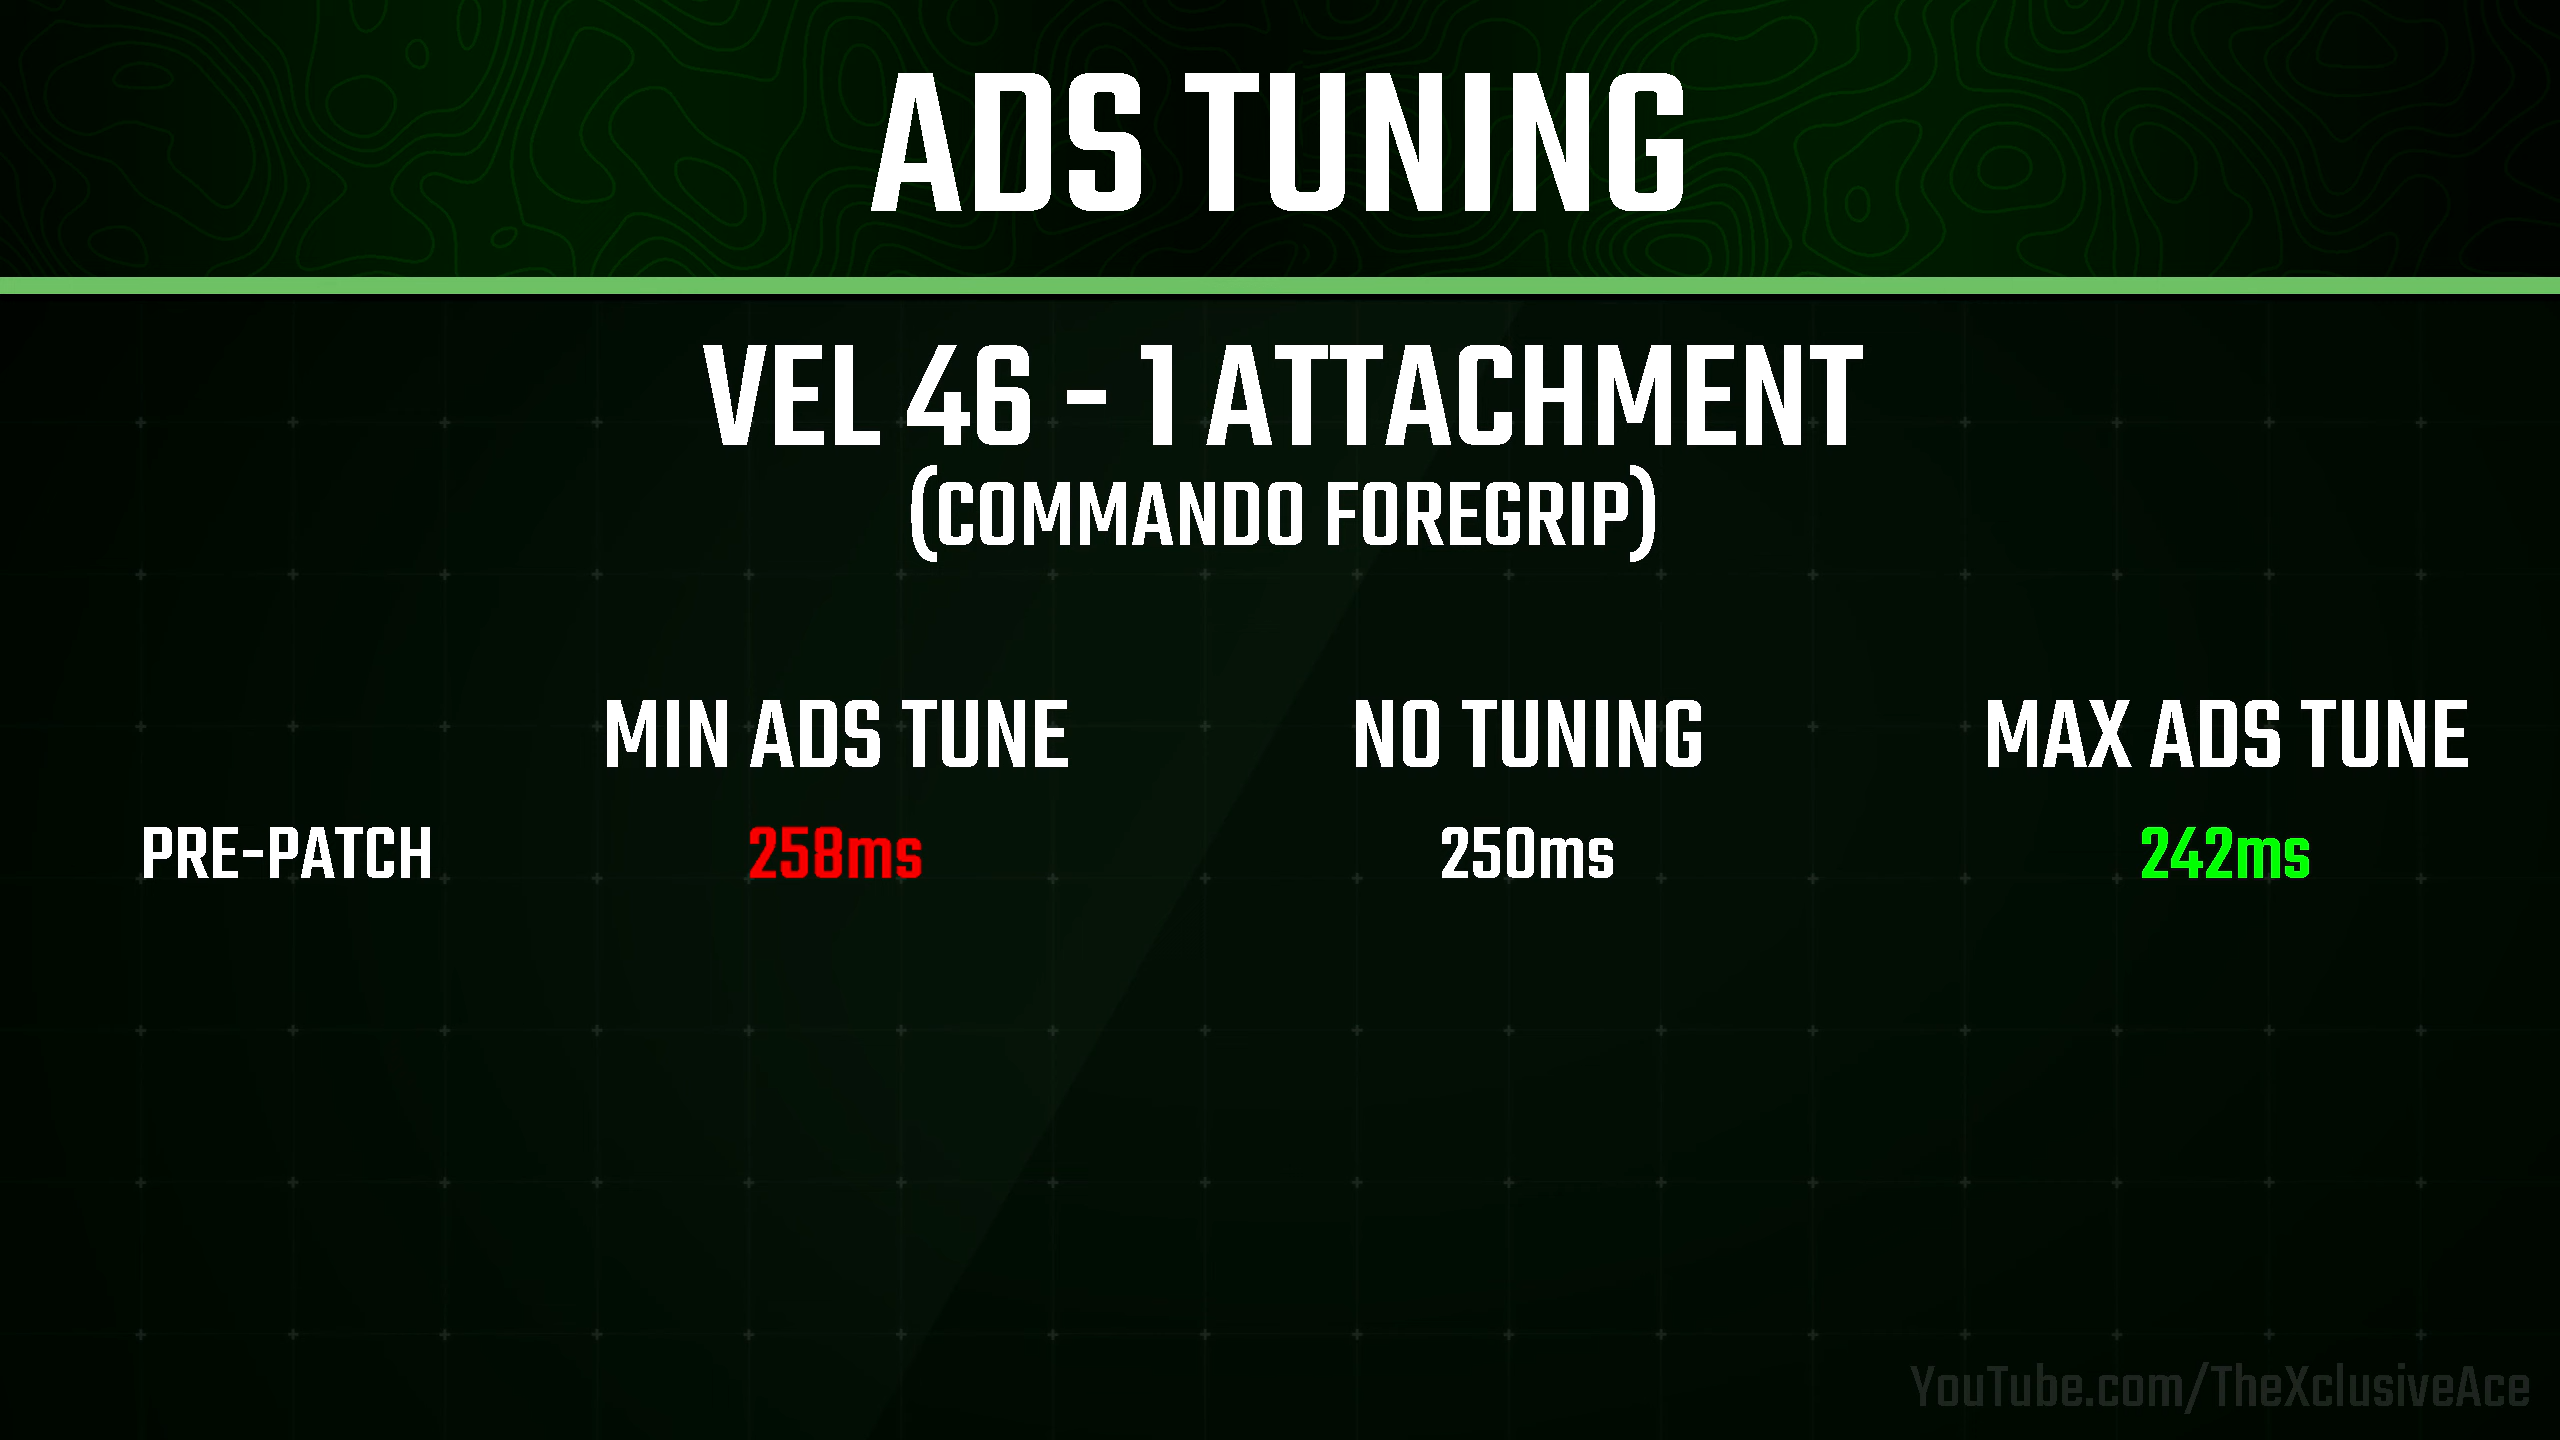 ADS TUNING
VEL 46 - 1 ATTACHMENT
(COMMANDO FOREGRIP)
MIN ADS TUNE NO TUNING MAX ADS TUNE
PRE-PATCH 258ms 250ms 242ms
YouTube.com/TheXclusiveAce